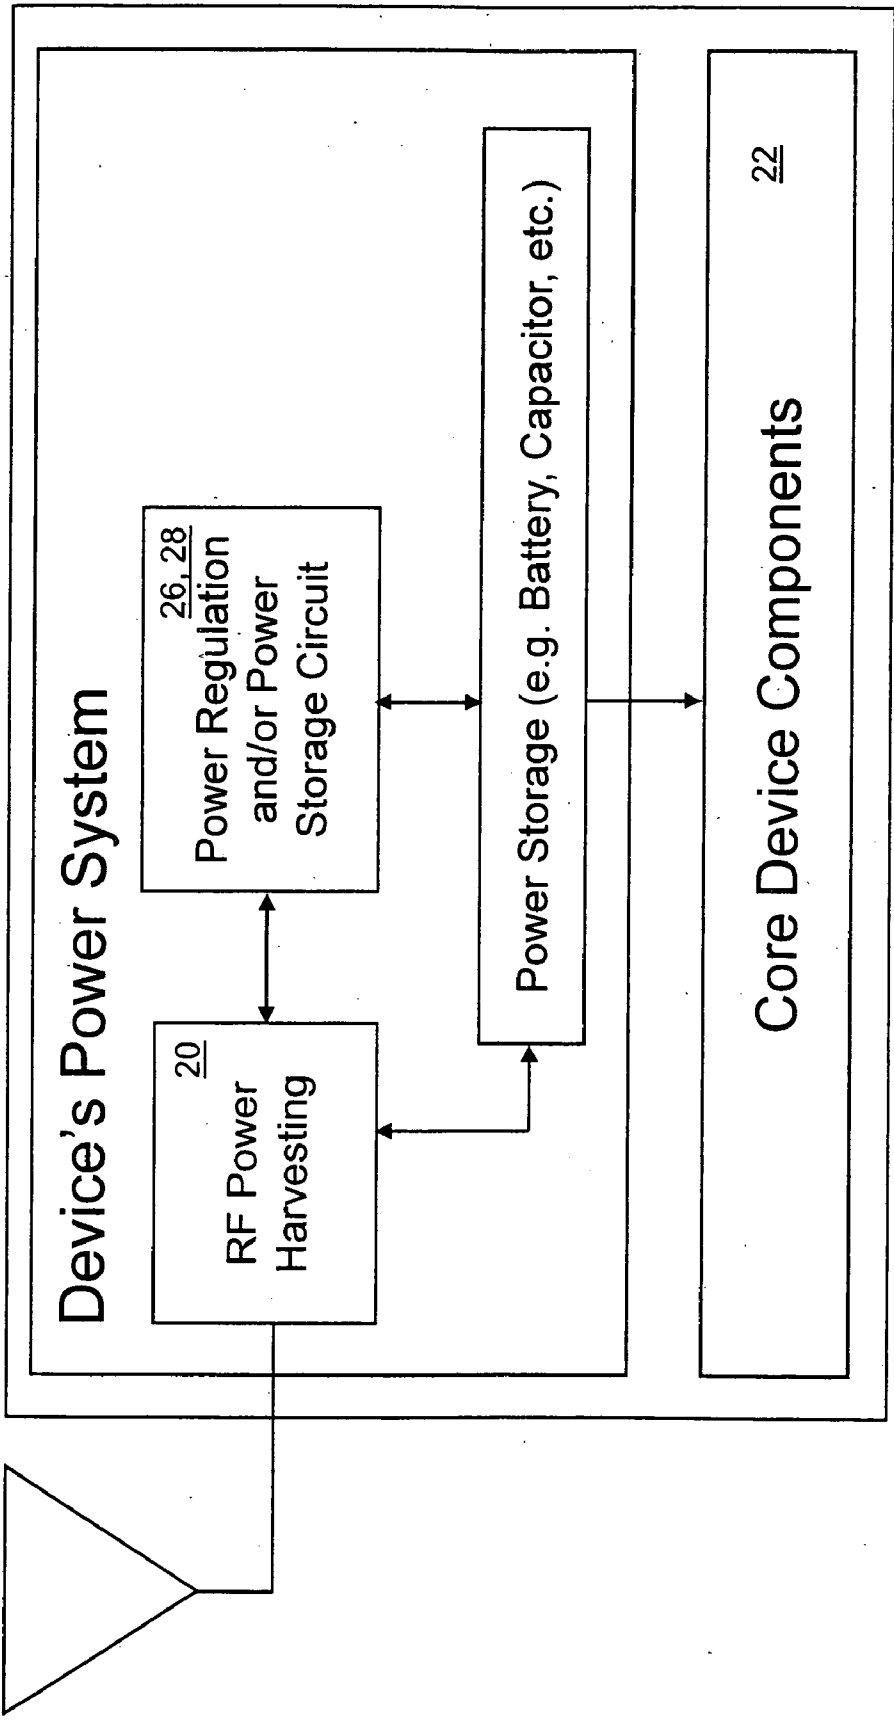 Device's Power System
20
RF Power
Harvesting
26, 28
Power Regulation
and/or Power
Storage Circuit
Power Storage (e.g. Battery, Capacitor, etc.)
22
Core Device Components